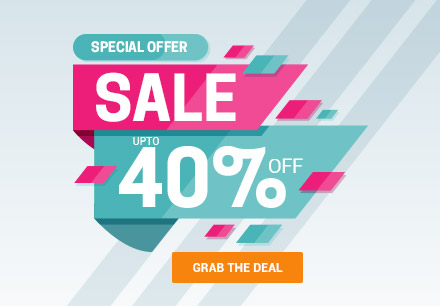 SPECIAL OFFER
SALE
UPTO
40% OFF
GRAB THE DEAL